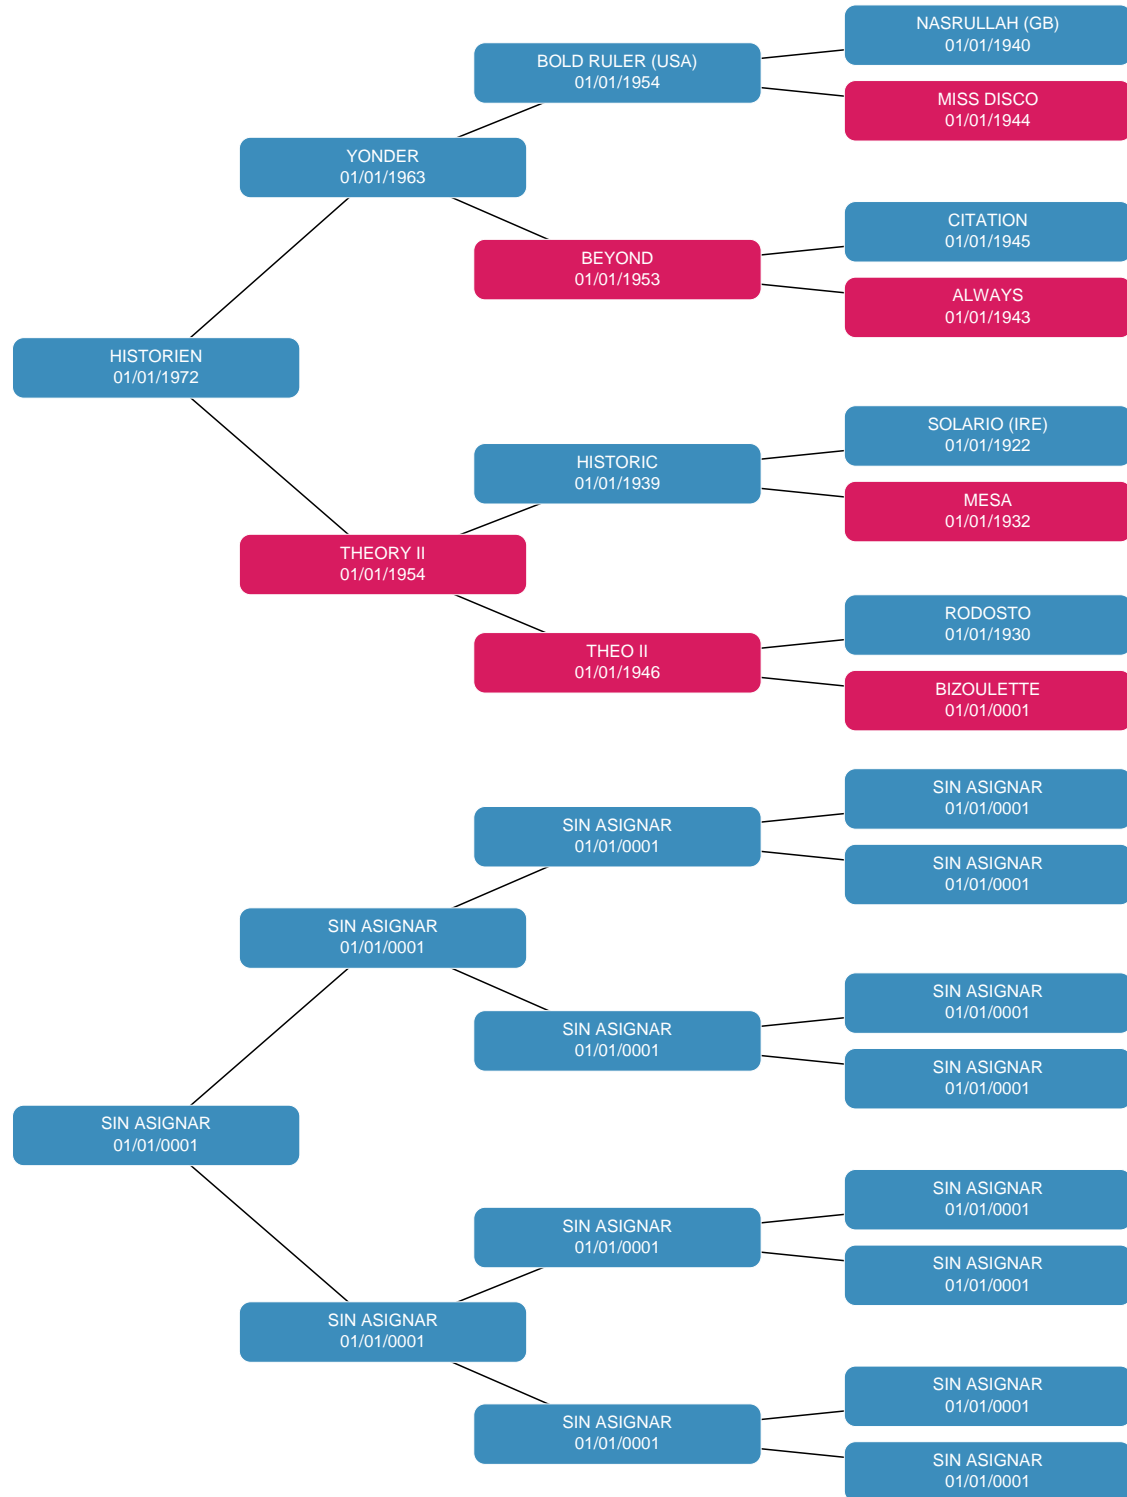 NASRULLAH (GB)
01/01/1940
BOLD RULER (USA)
01/01/1954
MISS DISCO
01/01/1944
YONDER
01/01/1963
CITATION
01/01/1945
BEYOND
01/01/1953
ALWAYS
01/01/1943
HISTORIEN
01/01/1972
SOLARIO (IRE)
01/01/1922
HISTORIC
01/01/1939
MESA
01/01/1932
THEORY II
01/01/1954
RODOSTO
01/01/1930
THEO II
01/01/1946
BIZOULETTE
01/01/0001
SIN ASIGNAR
01/01/0001
SIN ASIGNAR
01/01/0001
SIN ASIGNAR
01/01/0001
SIN ASIGNAR
01/01/0001
SIN ASIGNAR
01/01/0001
SIN ASIGNAR
01/01/0001
SIN ASIGNAR
01/01/0001
SIN ASIGNAR
01/01/0001
SIN ASIGNAR
01/01/0001
SIN ASIGNAR
01/01/0001
SIN ASIGNAR
01/01/0001
SIN ASIGNAR
01/01/0001
SIN ASIGNAR
01/01/0001
SIN ASIGNAR
01/01/0001
SIN ASIGNAR
01/01/0001